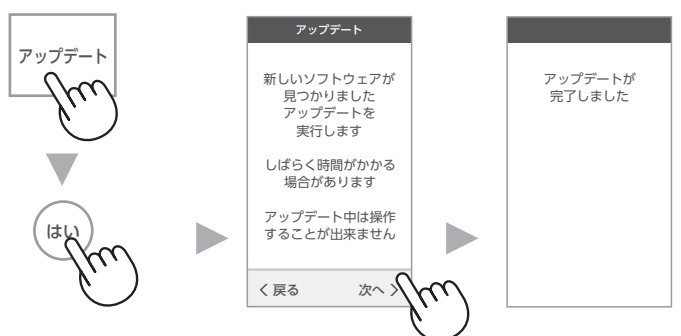 アップデート
はい
アップデート
新しいソフトウェアが
見つかりました
アップデートを
実行します
しばらく時間がかかる
場合があります
アップデート中は操作
することが出来ません
く戻る
次へ >
アップデートが
完了しました